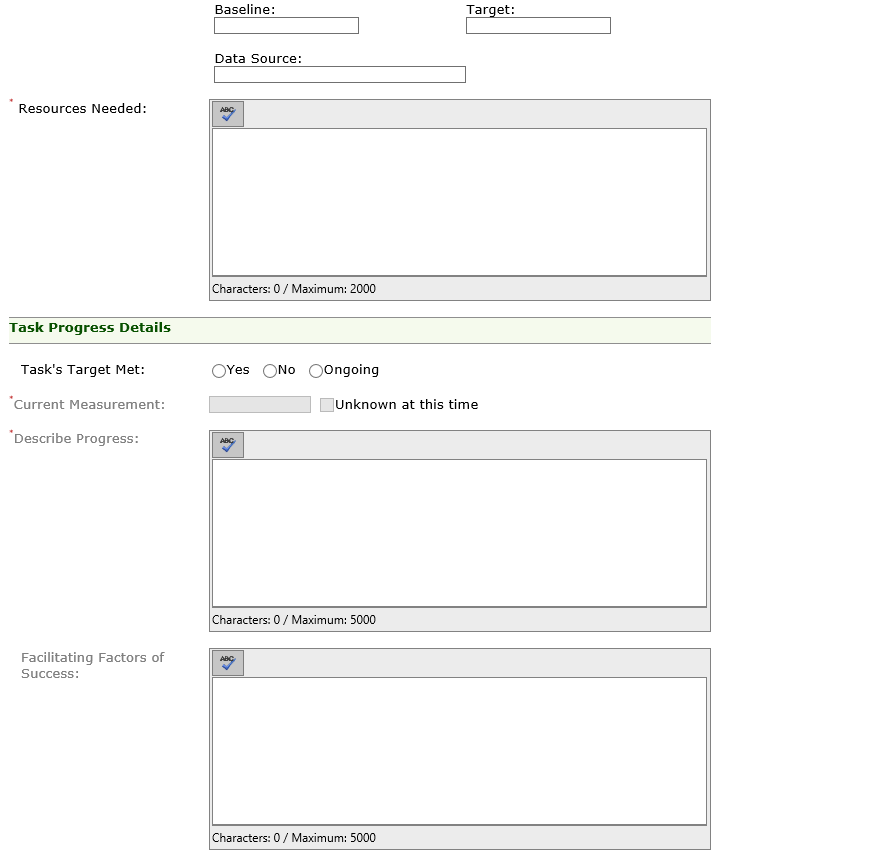 Baseline: Target:
Data Source:
* Resources Needed:
ABC
Characters: 0 / Maximum: 2000
Task Progress Details
Task's Target Met: Yes No Ongoing
*Current Measurement: Unknown at this time
*Describe Progress:
ABC
Characters: 0 / Maximum: 5000
Facilitating Factors of
Success:
ABC
Characters: 0 / Maximum: 5000